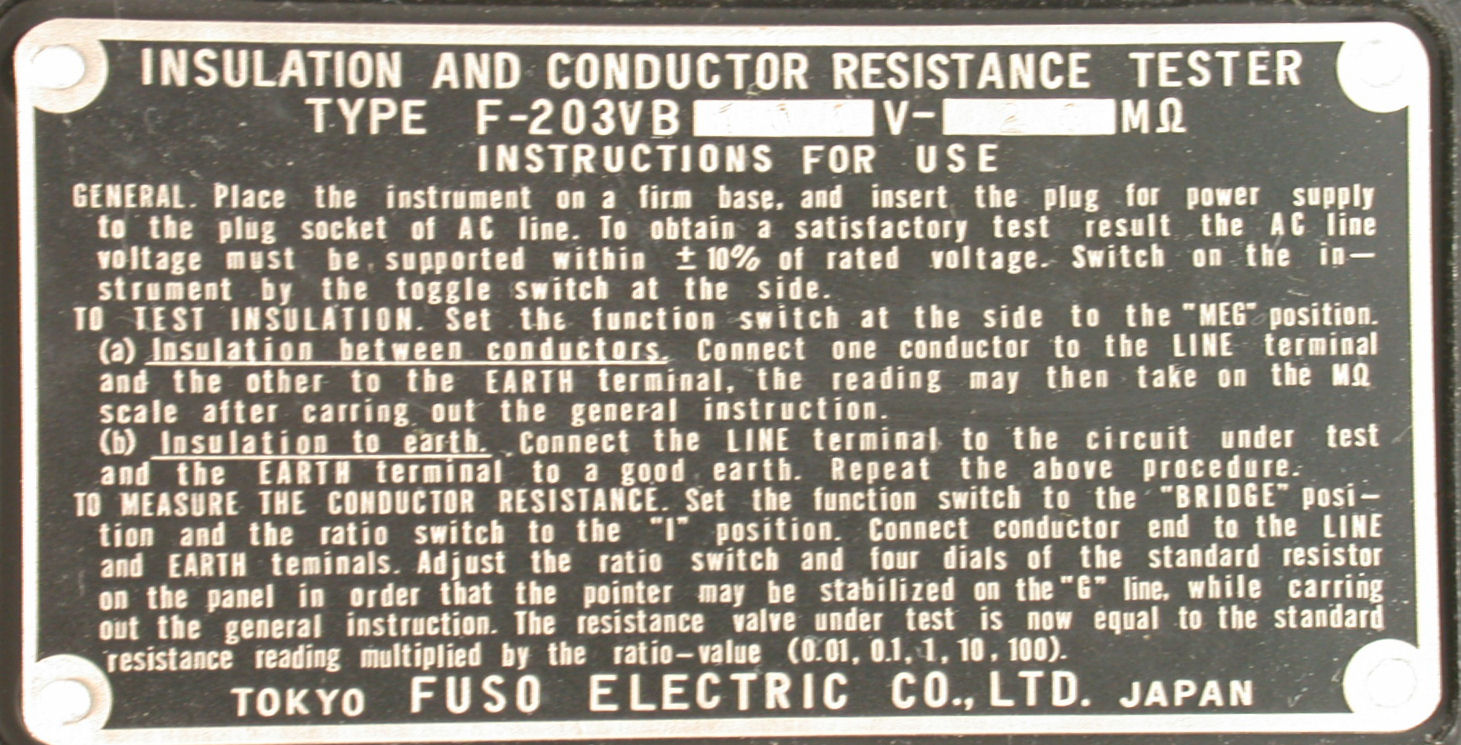 INSULATION AND CONDUCTOR RESISTANCE TESTER
TYPE F-203VB V- MΩ
INSTRUCTIONS FOR USE
GENERAL. Place the instrument on a firm base, and insert the plug for power supply
to the plug socket of AC line. To obtain a satisfactory test result the AC line
voltage must be supported within ±10% of rated voltage. Switch on the in-
strument by the toggle switch at the side.
TO TEST INSULATION. Set the function switch at the side to the "MEG" position.
(a) Insulation between conductors. Connect one conductor to the LINE terminal
and the other to the EARTH terminal, the reading may then take on the MΩ
scale after carring out the general instruction.
(b) Insulation to earth. Connect the LINE terminal to the circuit under test
and the EARTH terminal to a good earth. Repeat the above procedure.
TO MEASURE THE CONDUCTOR RESISTANCE. Set the function switch to the "BRIDGE" posi-
tion and the ratio switch to the "1" position. Connect conductor end to the LINE
and EARTH teminals. Adjust the ratio switch and four dials of the standard resistor
on the panel in order that the pointer may be stabilized on the "G" line, while carring
out the general instruction. The resistance valve under test is now equal to the standard
resistance reading multiplied by the ratio-value (0.01, 0.1, 1, 10, 100).
TOKYO FUSO ELECTRIC CO., LTD. JAPAN